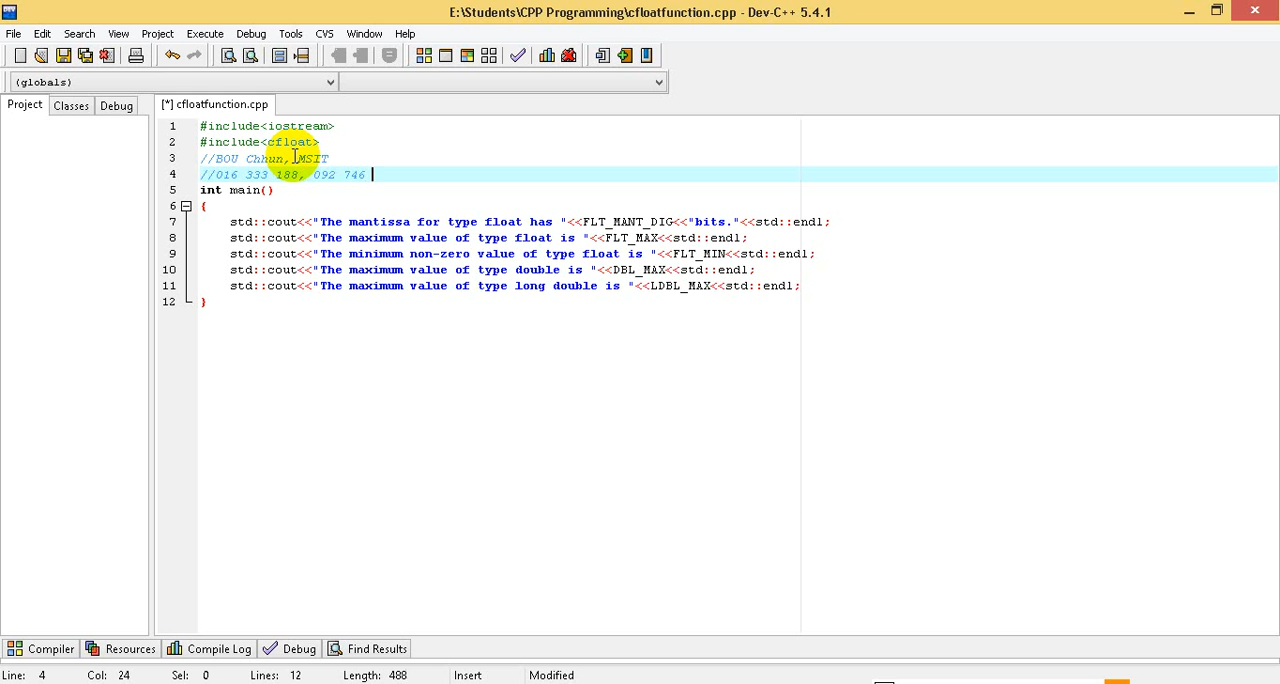 E:\Students\CPP Programming\cfloatfunction.cpp - Dev-C++ 5.4.1
File Edit Search View Project Execute Debug Tools CVS Window Help
(globals)
Project Classes Debug [*] cfloatfunction.cpp
1 #include<iostream>
2 #include<cfloat>
3 //BOU Chhun, MSIT
4 //016 333 188, 092 746
5 int main()
6 {
7 std::cout<<"The mantissa for type float has "<<FLT_MANT_DIG<<"bits."<<std::endl;
8 std::cout<<"The maximum value of type float is "<<FLT_MAX<<std::endl;
9 std::cout<<"The minimum non-zero value of type float is "<<FLT_MIN<<std::endl;
10 std::cout<<"The maximum value of type double is "<<DBL_MAX<<std::endl;
11 std::cout<<"The maximum value of type long double is "<<LDBL_MAX<<std::endl;
12 }
Compiler Resources Compile Log Debug Find Results
Line: 4 Col: 24 Sel: 0 Lines: 12 Length: 488 Insert Modified